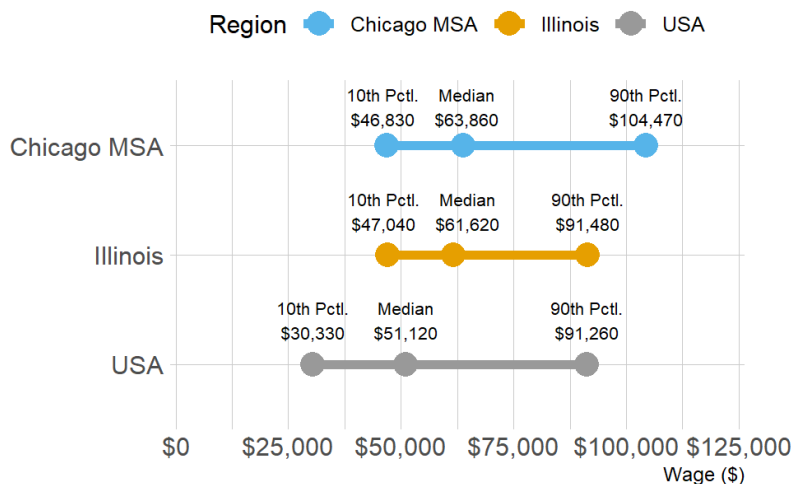 Region Chicago MSA Illinois USA
10th Pctl. Median 90th Pctl.
$46,830 $63,860 $104,470
Chicago MSA
10th Pctl. Median 90th Pctl.
$47,040 $61,620 $91,480
Illinois
10th Pctl. Median 90th Pctl.
$30,330 $51,120 $91,260
USA
$0 $25,000 $50,000 $75,000 $100,000 $125,000
Wage ($)